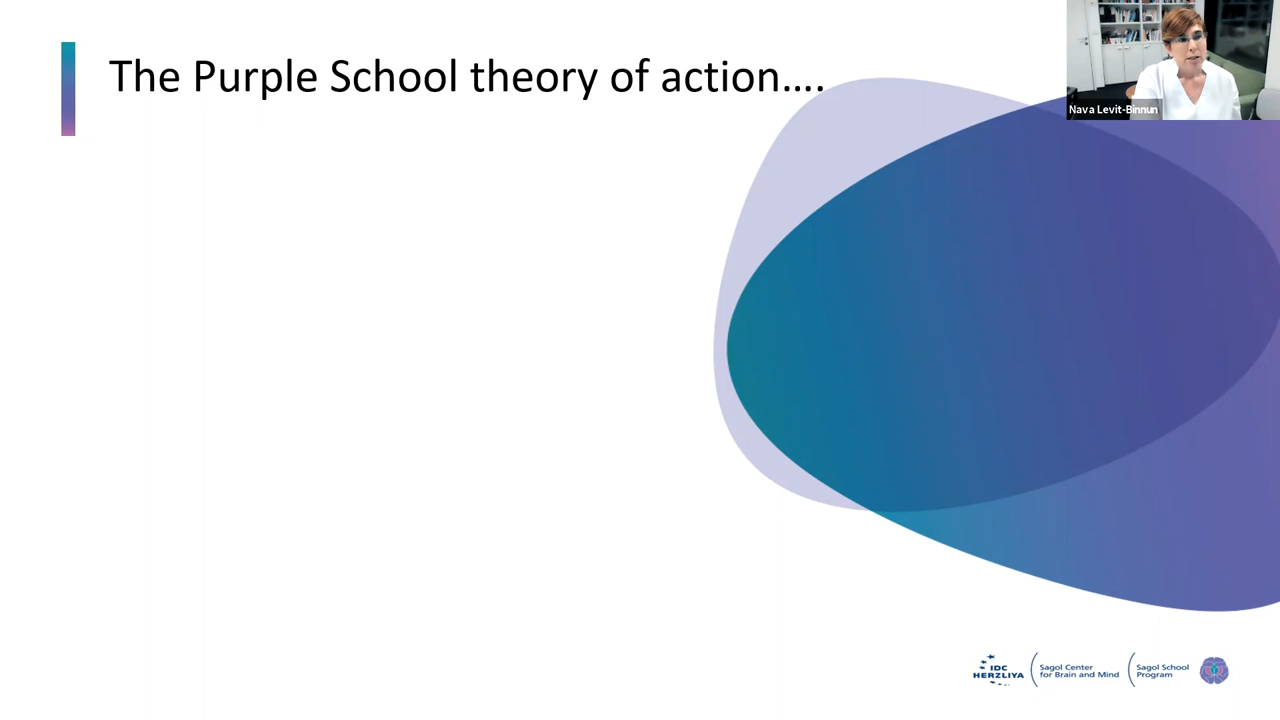 The Purple School theory of action....
Nava Levit-Binnun
IDC
HERZLIYA
Sagol Center
for Brain and Mind
Sagol School
Program